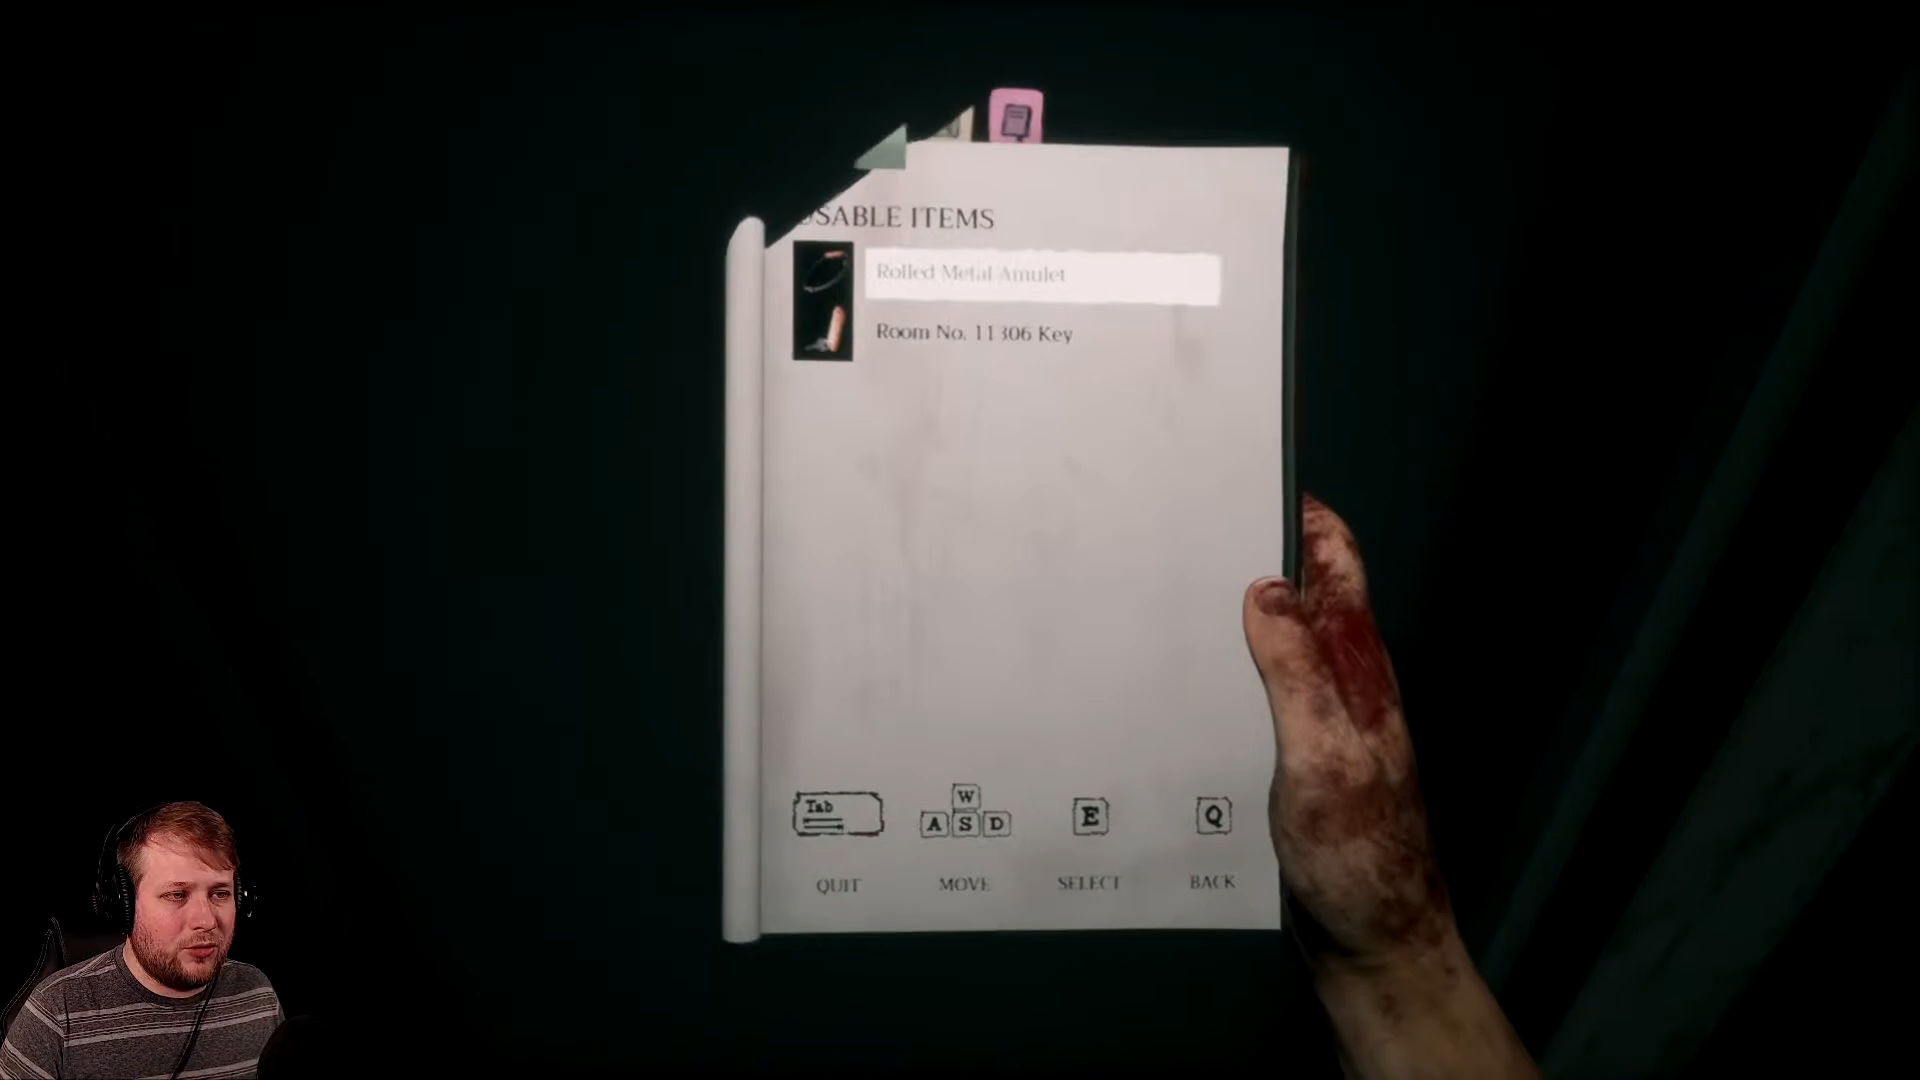 USABLE ITEMS
Rolled Metal Amulet
Room No. 11306 Key
Tab
W
A S D
E
Q
QUIT
MOVE
SELECT
BACK